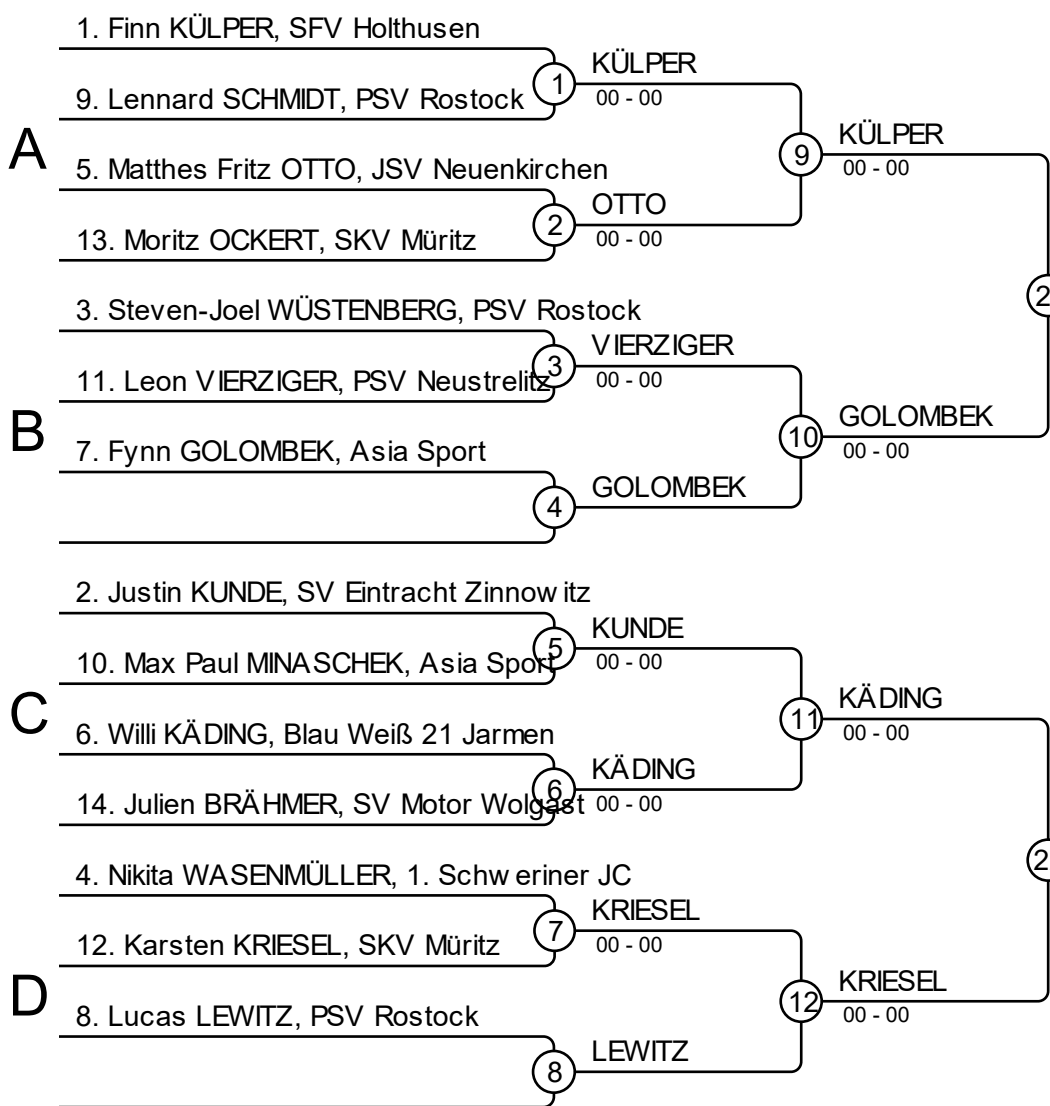 1. Finn KÜLPER, SFV Holthusen
1
KÜLPER
00 - 00
9. Lennard SCHMIDT, PSV Rostock
A
9
KÜLPER
00 - 00
5. Matthes Fritz OTTO, JSV Neuenkirchen
2
OTTO
00 - 00
13. Moritz OCKERT, SKV Müritz
2
3. Steven-Joel WÜSTENBERG, PSV Rostock
3
VIERZIGER
00 - 00
11. Leon VIERZIGER, PSV Neustrelitz
B
10
GOLOMBEK
00 - 00
7. Fynn GOLOMBEK, Asia Sport
4
GOLOMBEK
2. Justin KUNDE, SV Eintracht Zinnowitz
5
KUNDE
00 - 00
10. Max Paul MINASCHEK, Asia Sport
C
11
KÄDING
00 - 00
6. Willi KÄDING, Blau Weiß 21 Jarmen
6
KÄDING
00 - 00
14. Julien BRÄHMER, SV Motor Wolgast
2
4. Nikita WASENMÜLLER, 1. Schweriner JC
7
KRIESEL
00 - 00
12. Karsten KRIESEL, SKV Müritz
D
12
KRIESEL
00 - 00
8. Lucas LEWITZ, PSV Rostock
8
LEWITZ